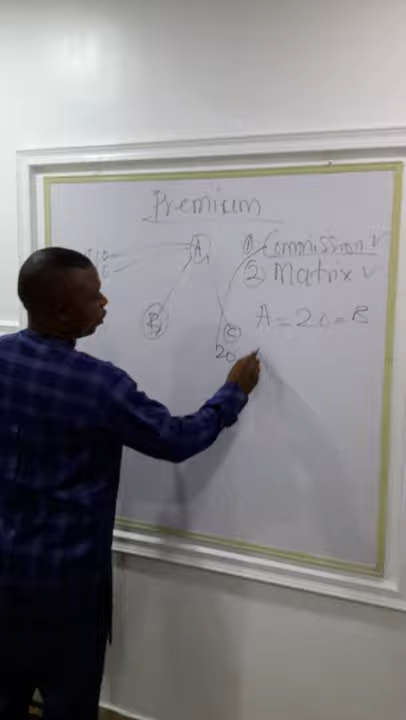 Premium
① Commission √
② Matrix √
A
B
C
20
A = 20 = B